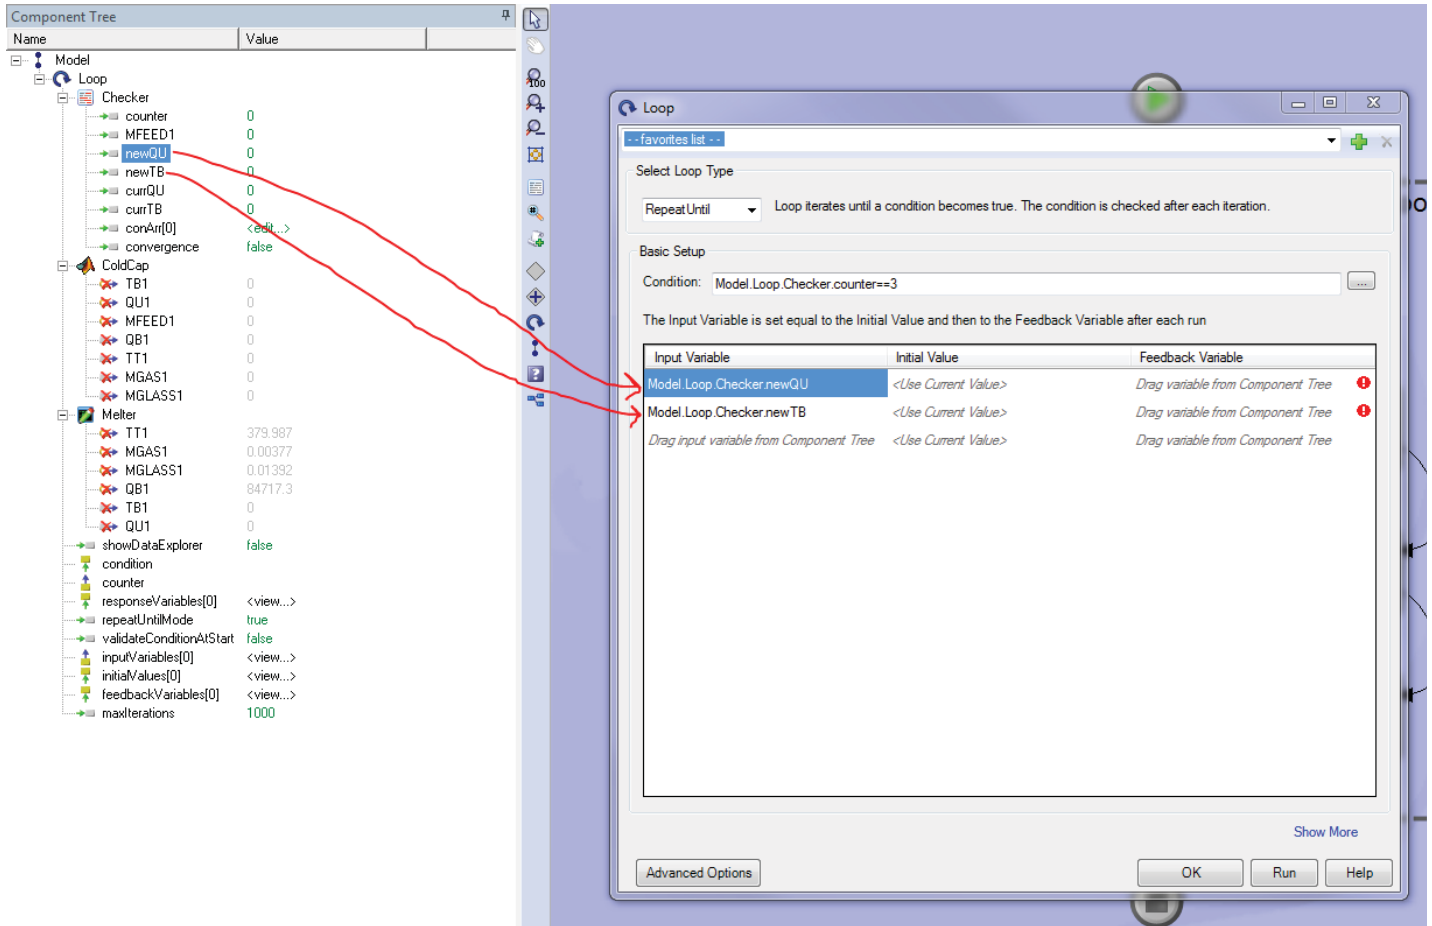 Component Tree
Name Value
Model
Loop
Checker
counter 0
MFEED1 0
newQU 0
newTB 0
currQU 0
currTB 0
conArr[0] <edit...>
convergence false
ColdCap
TB1 0
QU1 0
MFEED1 0
QB1 0
TT1 0
MGAS1 0
MGLASS1 0
Melter
TT1 379.987
MGAS1 0.00377
MGLASS1 0.01392
QB1 84717.3
TB1 0
QU1 0
showDataExplorer false
condition
counter
responseVariables[0] <view...>
repeatUntilMode true
validateConditionAtStart false
inputVariables[0] <view...>
initialValues[0] <view...>
feedbackVariables[0] <view...>
maxIterations 1000
100
Loop
--favorites list--
Select Loop Type
RepeatUntil Loop iterates until a condition becomes true. The condition is checked after each iteration.
Basic Setup
Condition: Model.Loop.Checker.counter==3 ...
The Input Variable is set equal to the Initial Value and then to the Feedback Variable after each run
Input Variable Initial Value Feedback Variable
Model.Loop.Checker.newQU <Use Current Value> Drag variable from Component Tree
Model.Loop.Checker.newTB <Use Current Value> Drag variable from Component Tree
Drag input variable from Component Tree <Use Current Value> Drag variable from Component Tree
Show More
Advanced Options OK Run Help